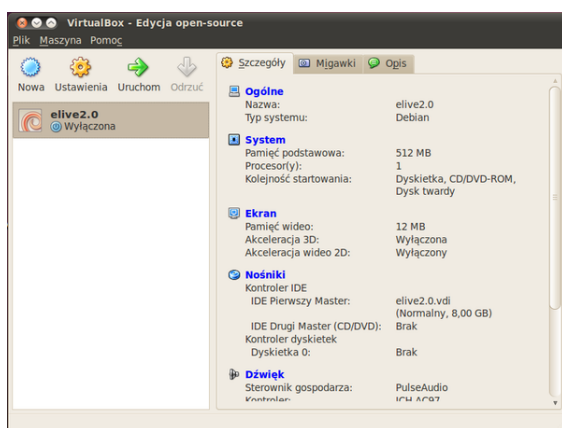 VirtualBox - Edycja open-source
Plik Maszyna Pomoc
Nowa Ustawienia Uruchom Odrzuć
elive2.0
Wyłączona
Szczegóły Migawki Opis
Ogólne
Nazwa: elive2.0
Typ systemu: Debian
System
Pamięć podstawowa: 512 MB
Procesor(y): 1
Kolejność startowania: Dyskietka, CD/DVD-ROM,
Dysk twardy
Ekran
Pamięć wideo: 12 MB
Akceleracja 3D: Wyłączona
Akceleracja wideo 2D: Wyłączony
Nośniki
Kontroler IDE
IDE Pierwszy Master: elive2.0.vdi
(Normalny, 8,00 GB)
IDE Drugi Master (CD/DVD): Brak
Kontroler dyskietek
Dyskietka 0: Brak
Dźwięk
Sterownik gospodarza: PulseAudio
Kontroler: ICH AC97